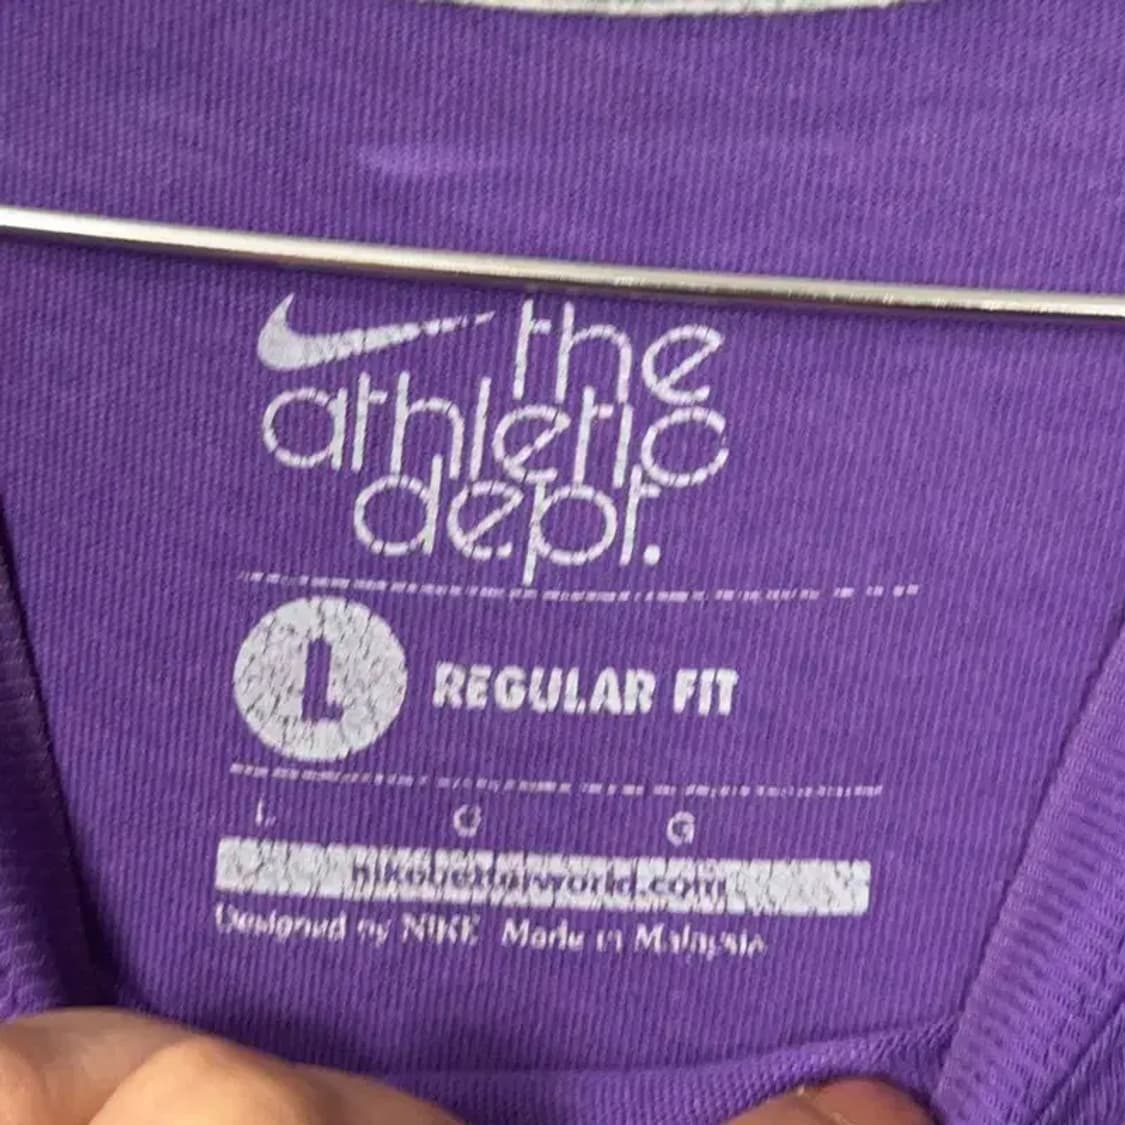 the
athletic
dept.
L REGULAR FIT
L G G
nikebetterworld.com
Designed by NIKE Made in Malaysia